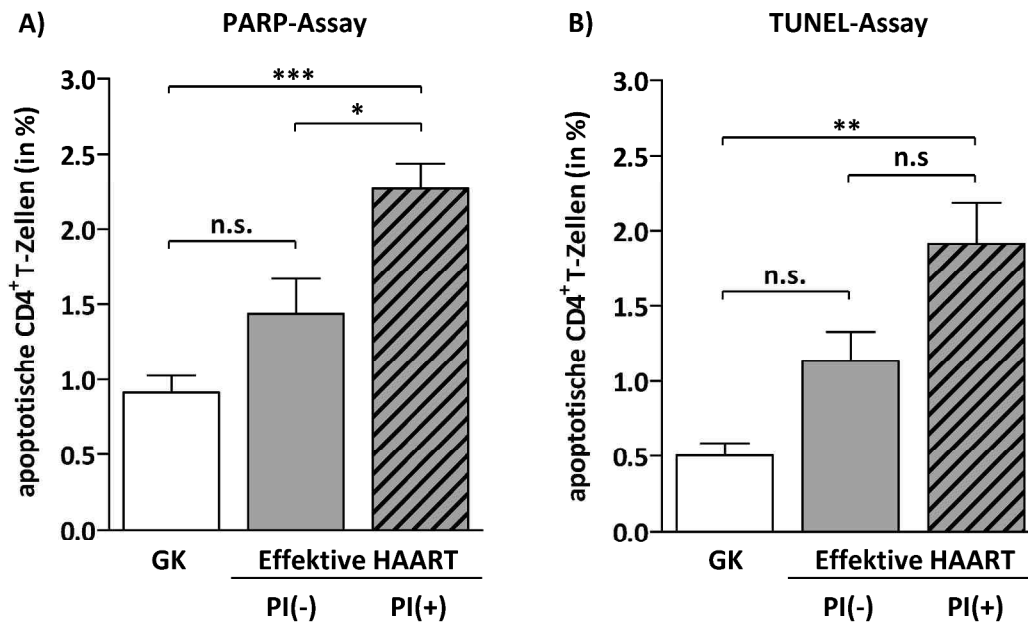 A)
PARP-Assay
apoptotische CD4⁺T-Zellen (in %)
3.0
2.5
2.0
1.5
1.0
0.5
0.0
***
*
n.s.
GK
Effektive HAART
PI(-)
PI(+)
B)
TUNEL-Assay
apoptotische CD4⁺T-Zellen (in %)
3.0
2.5
2.0
1.5
1.0
0.5
0.0
**
n.s
n.s.
GK
Effektive HAART
PI(-)
PI(+)